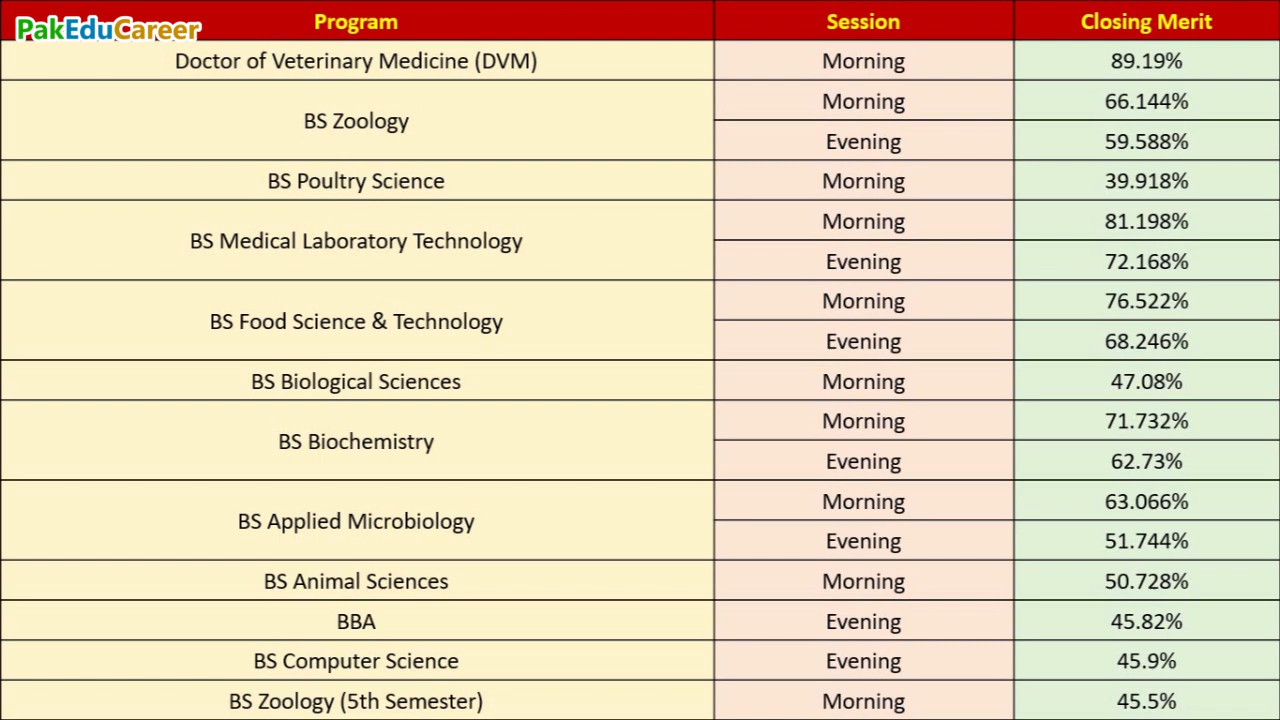 PakEduCareer
Program Session Closing Merit
Doctor of Veterinary Medicine (DVM) Morning 89.19%
BS Zoology Morning 66.144%
Evening 59.588%
BS Poultry Science Morning 39.918%
BS Medical Laboratory Technology Morning 81.198%
Evening 72.168%
BS Food Science & Technology Morning 76.522%
Evening 68.246%
BS Biological Sciences Morning 47.08%
BS Biochemistry Morning 71.732%
Evening 62.73%
BS Applied Microbiology Morning 63.066%
Evening 51.744%
BS Animal Sciences Morning 50.728%
BBA Evening 45.82%
BS Computer Science Evening 45.9%
BS Zoology (5th Semester) Morning 45.5%